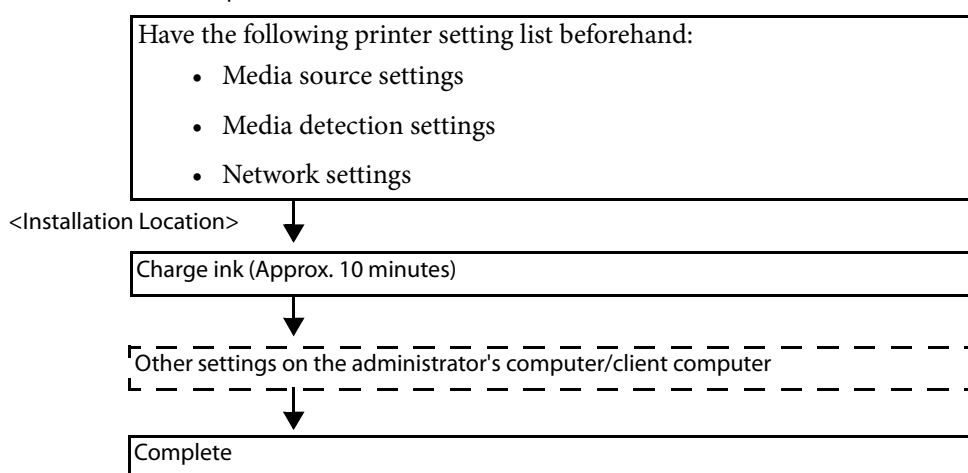 Have the following printer setting list beforehand:
• Media source settings
• Media detection settings
• Network settings
<Installation Location>
Charge ink (Approx. 10 minutes)
Other settings on the administrator's computer/client computer
Complete